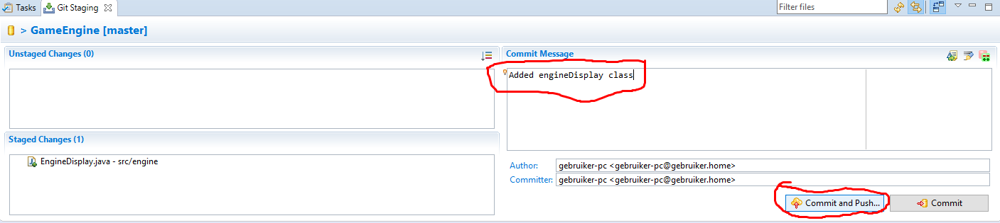 Tasks Git Staging
Filter files
> GameEngine [master]
Unstaged Changes (0)
Commit Message
Added engineDisplay class
Staged Changes (1)
EngineDisplay.java - src/engine
Author: gebruiker-pc <gebruiker-pc@gebruiker.home>
Committer: gebruiker-pc <gebruiker-pc@gebruiker.home>
Commit and Push... Commit